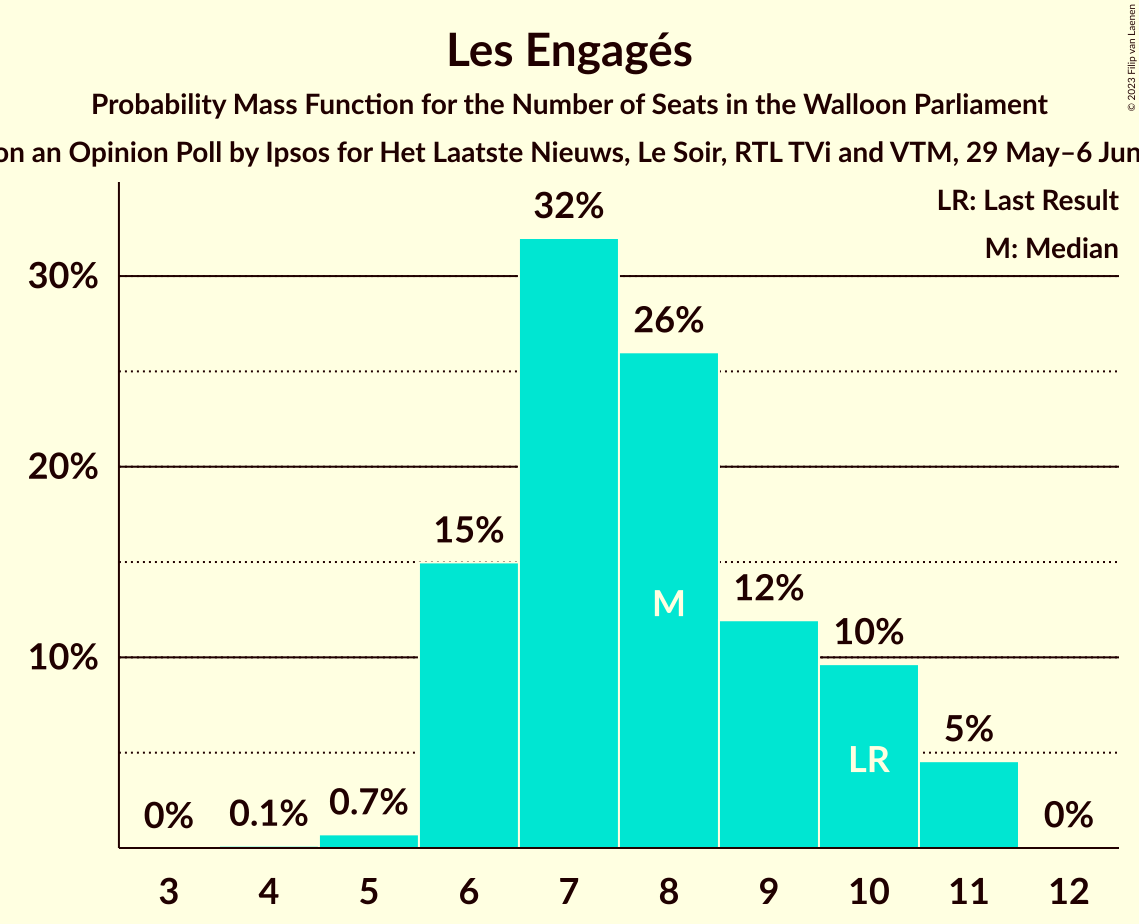 Les Engagés
Probability Mass Function for the Number of Seats in the Walloon Parliament
on an Opinion Poll by Ipsos for Het Laatste Nieuws, Le Soir, RTL TVi and VTM, 29 May–6 Jun
© 2023 Filip van Laenen
LR: Last Result
M: Median
30%
20%
10%
0%
0.1%
0.7%
15%
32%
26%
12%
10%
5%
0%
M
LR
3 4 5 6 7 8 9 10 11 12